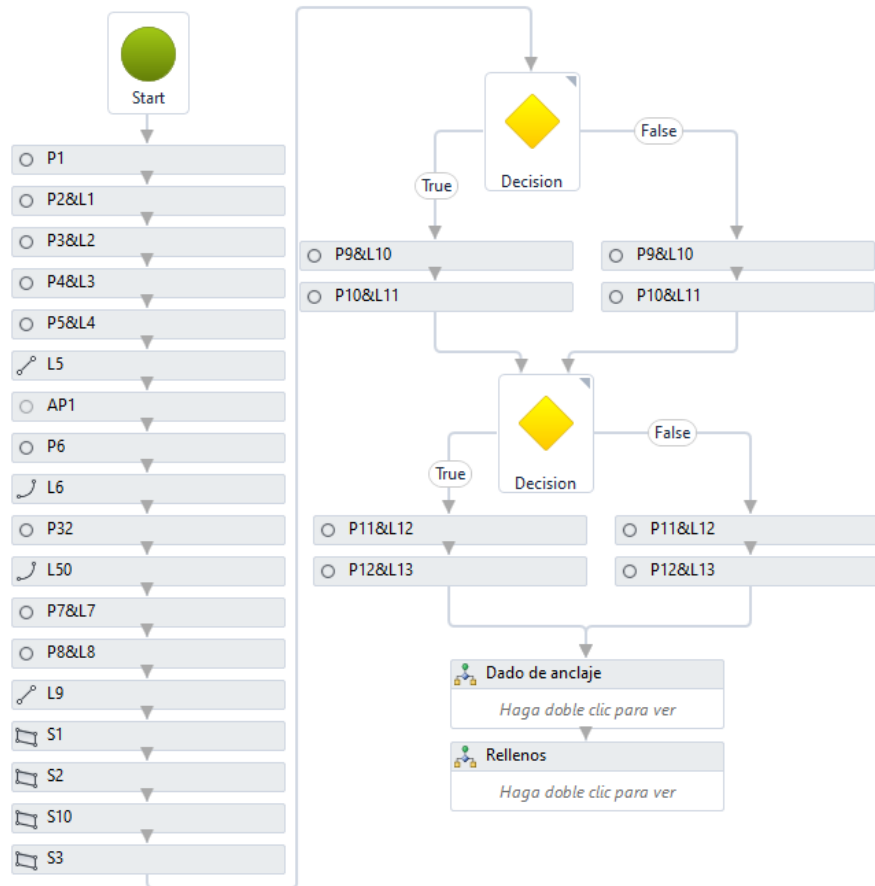 Start
P1
P2&L1
P3&L2
P4&L3
P5&L4
L5
AP1
P6
L6
P32
L50
P7&L7
P8&L8
L9
S1
S2
S10
S3
Decision
True
False
P9&L10
P10&L11
P9&L10
P10&L11
Decision
True
False
P11&L12
P12&L13
P11&L12
P12&L13
Dado de anclaje
Haga doble clic para ver
Rellenos
Haga doble clic para ver